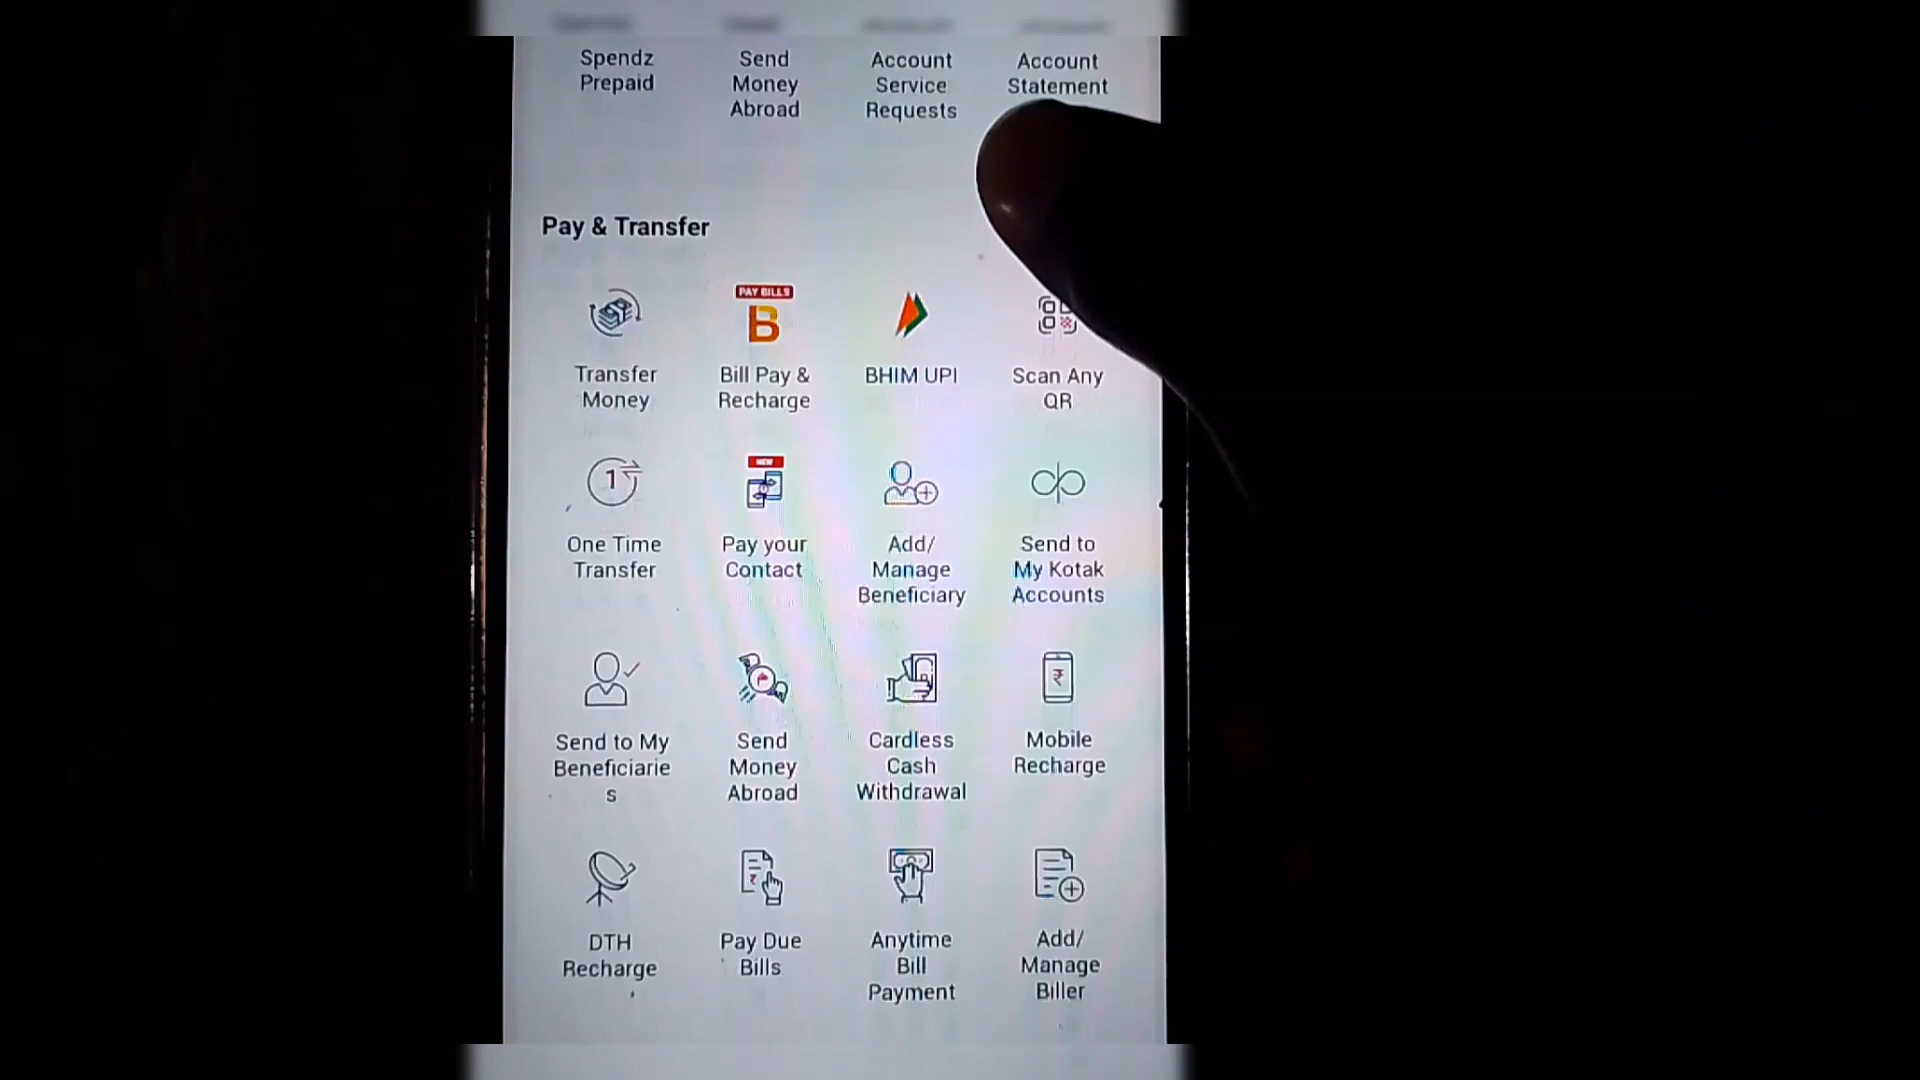 Spendz Prepaid
Send Money Abroad
Account Service Requests
Account Statement
Pay & Transfer
PAY BILLS
B
Transfer Money
Bill Pay & Recharge
BHIM UPI
Scan Any QR
1
NEW
One Time Transfer
Pay your Contact
Add/ Manage Beneficiary
Send to My Kotak Accounts
₹
Send to My Beneficiaries
Send Money Abroad
Cardless Cash Withdrawal
Mobile Recharge
₹
DTH Recharge
Pay Due Bills
Anytime Bill Payment
Add/ Manage Biller